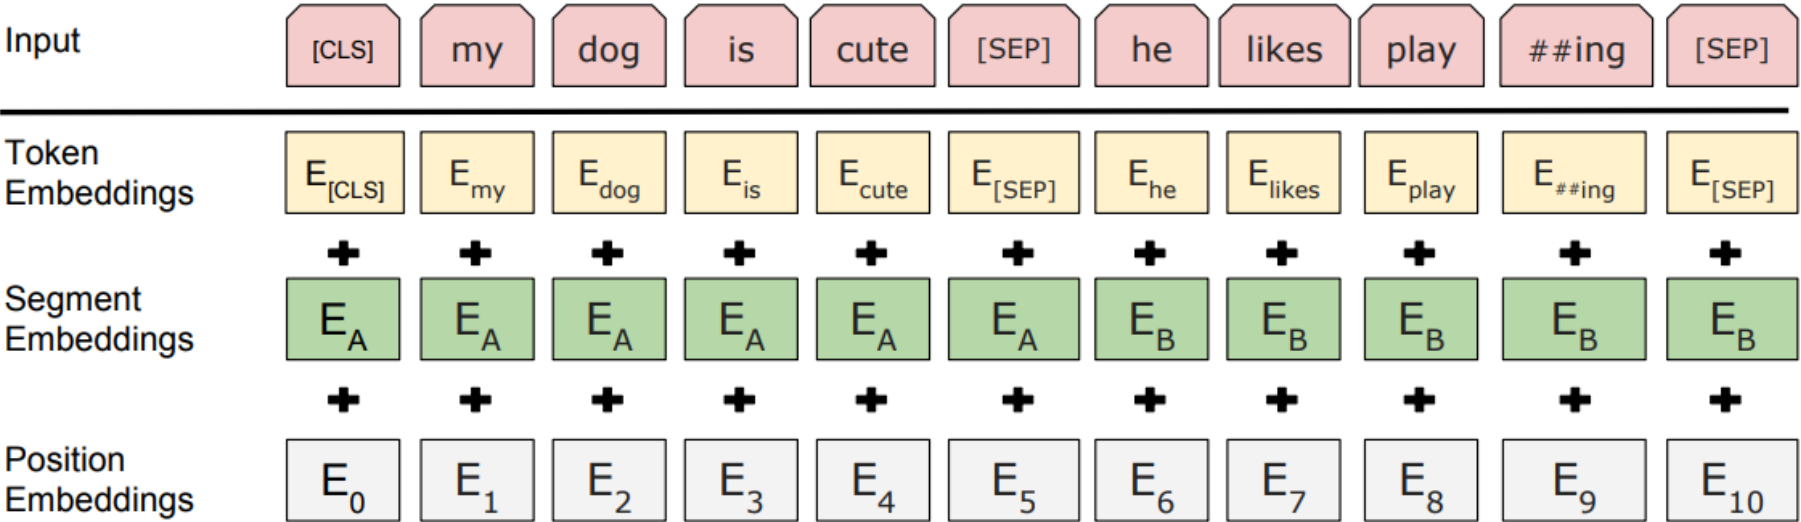 Input [CLS] my dog is cute [SEP] he likes play ##ing [SEP]
Token Embeddings E[CLS] Emy Edog Eis Ecute E[SEP] Ehe Elikes Eplay E##ing E[SEP]
+ + + + + + + + + + +
Segment Embeddings EA EA EA EA EA EA EB EB EB EB EB
+ + + + + + + + + + +
Position Embeddings E0 E1 E2 E3 E4 E5 E6 E7 E8 E9 E10